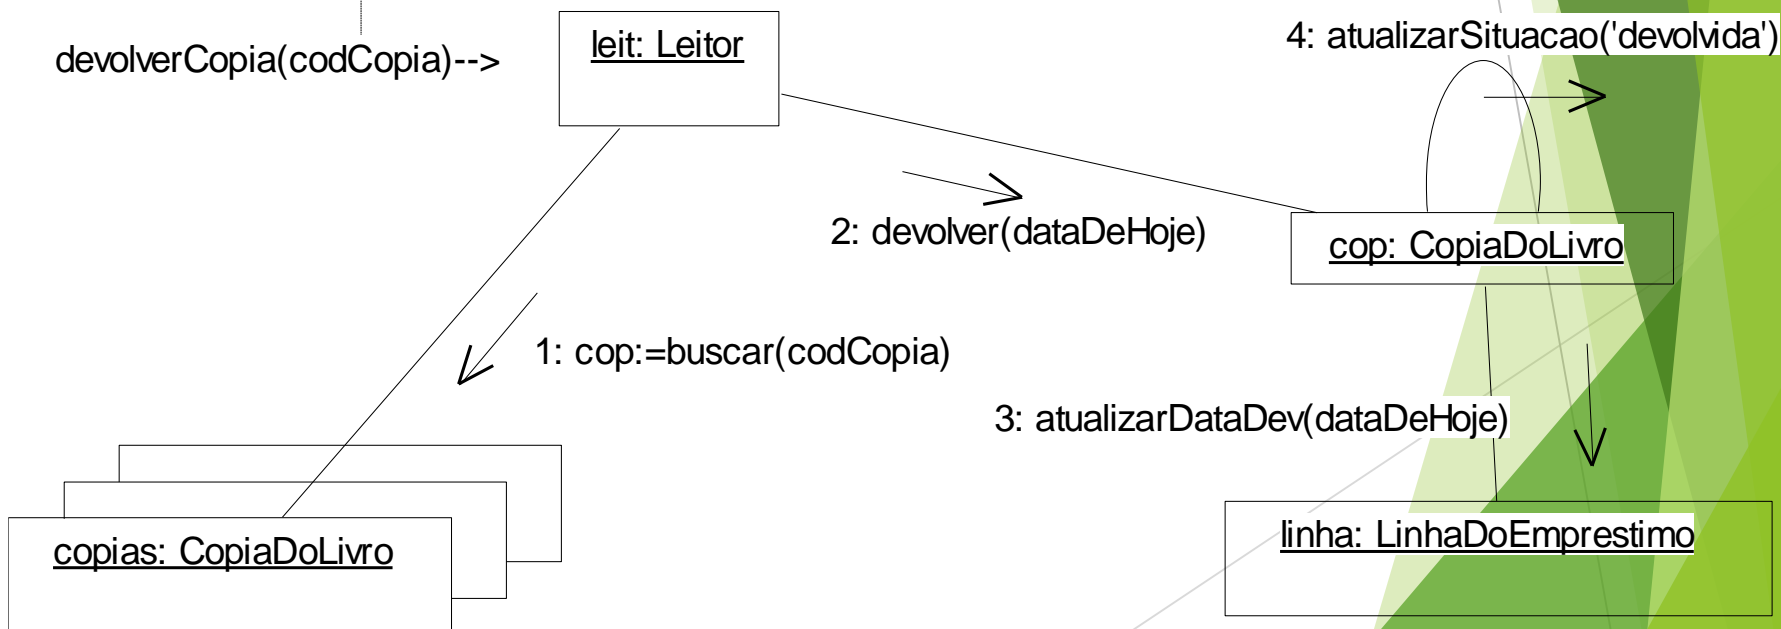 leit: Leitor
4: atualizarSituacao('devolvida')
devolverCopia(codCopia)-->
2: devolver(dataDeHoje)
cop: CopiaDoLivro
1: cop:=buscar(codCopia)
3: atualizarDataDev(dataDeHoje)
copias: CopiaDoLivro
linha: LinhaDoEmprestimo